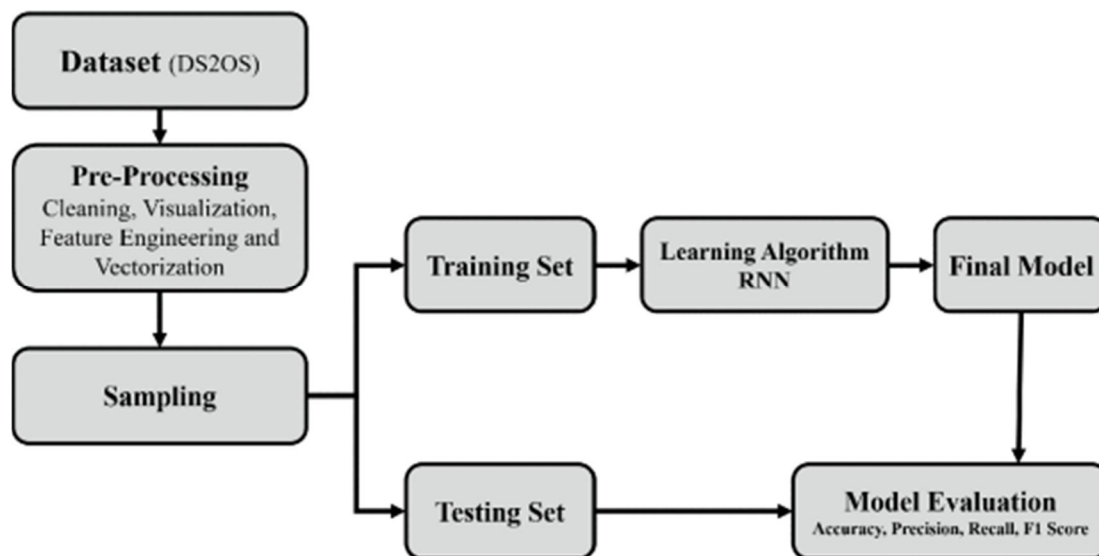 Dataset (DS2OS)
Pre-Processing
Cleaning, Visualization,
Feature Engineering and
Vectorization
Sampling
Training Set
Learning Algorithm
RNN
Final Model
Testing Set
Model Evaluation
Accuracy, Precision, Recall, F1 Score